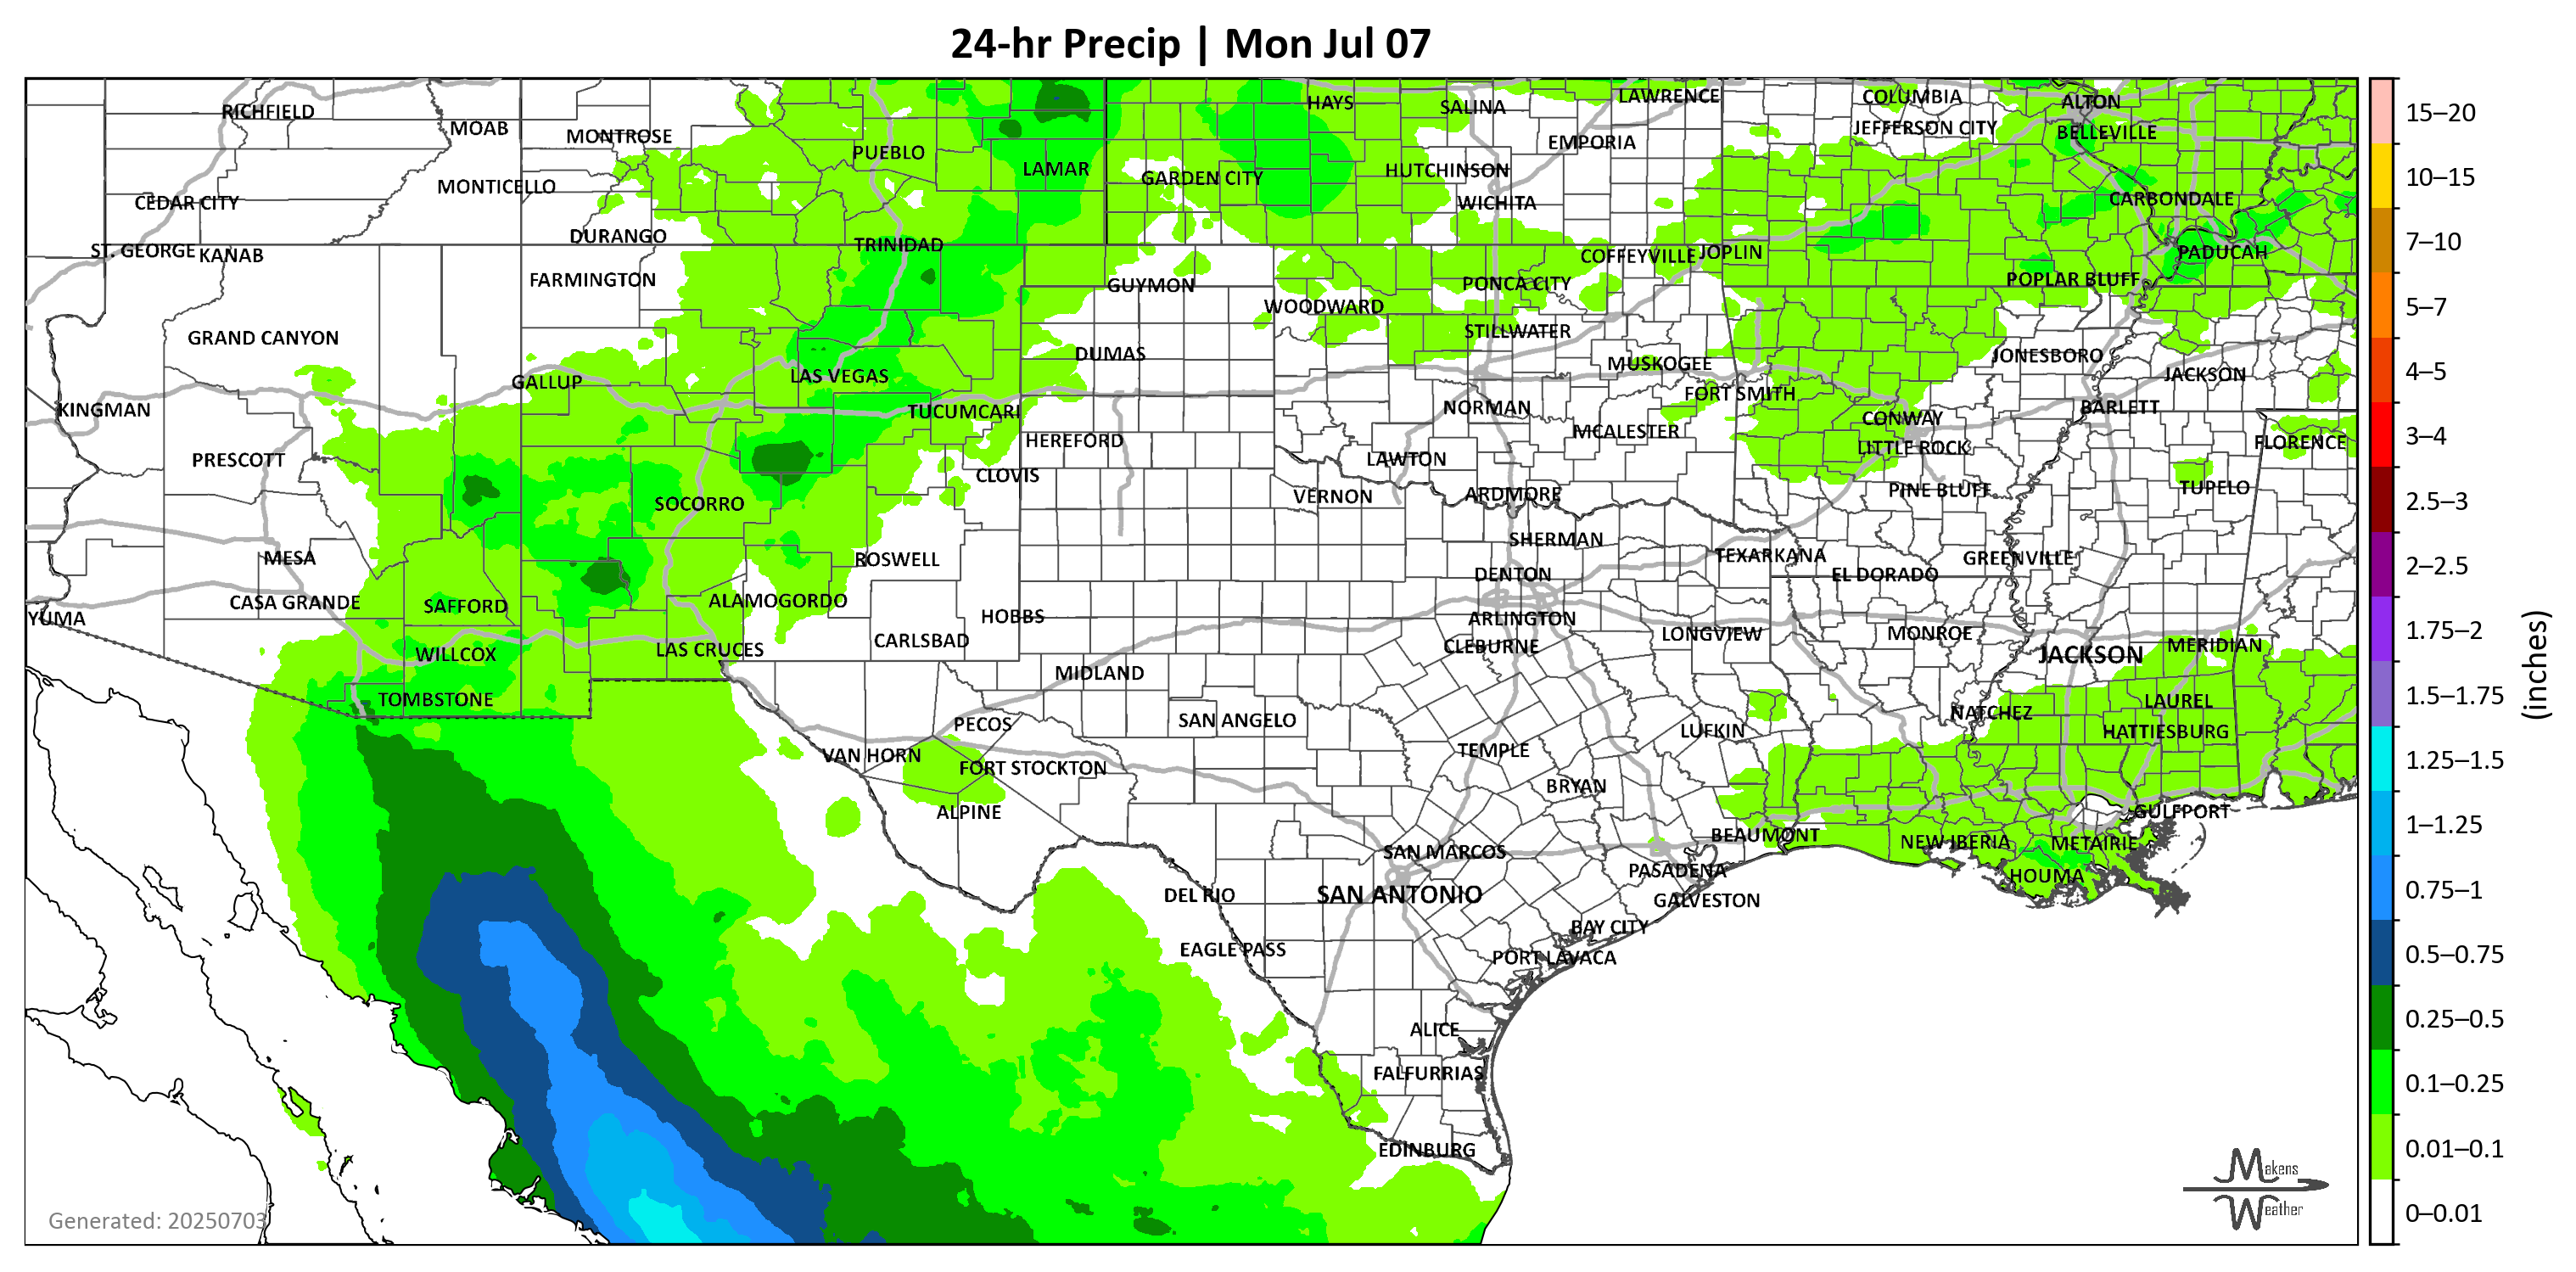 24-hr Precip | Mon Jul 07
RICHFIELD
MOAB
MONTROSE
PUEBLO
LAMAR
HAYS
SALINA
LAWRENCE
COLUMBIA
ALTON
JEFFERSON CITY
BELLEVILLE
EMPORIA
HUTCHINSON
GARDEN CITY
MONTICELLO
CEDAR CITY
WICHITA
CARBONDALE
DURANGO
TRINIDAD
ST. GEORGE
KANAB
COFFEYVILLE
JOPLIN
PADUCAH
FARMINGTON
GUYMON
PONCA CITY
POPLAR BLUFF
WOODWARD
STILLWATER
GRAND CANYON
DUMAS
MUSKOGEE
JONESBORO
JACKSON
GALLUP
LAS VEGAS
FORT SMITH
KINGMAN
TUCUMCARI
NORMAN
CONWAY
BARLETT
HEREFORD
MCALESTER
LITTLE ROCK
FLORENCE
PRESCOTT
CLOVIS
LAWTON
SOCORRO
VERNON
ARDMORE
PINE BLUFF
TUPELO
MESA
ROSWELL
SHERMAN
TEXARKANA
GREENVILLE
DENTON
EL DORADO
CASA GRANDE
SAFFORD
ALAMOGORDO
YUMA
HOBBS
ARLINGTON
CARLSBAD
CLEBURNE
LONGVIEW
MONROE
MERIDIAN
WILLCOX
LAS CRUCES
JACKSON
MIDLAND
TOMBSTONE
LAUREL
PECOS
SAN ANGELO
NATCHEZ
LUFKIN
HATTIESBURG
VAN HORN
TEMPLE
FORT STOCKTON
BRYAN
ALPINE
GULFPORT
BEAUMONT
NEW IBERIA
METAIRIE
SAN MARCOS
PASADENA
HOUMA
DEL RIO
SAN ANTONIO
GALVESTON
BAY CITY
EAGLE PASS
PORT LAVACA
ALICE
FALFURRIAS
EDINBURG
Generated: 20250703
Makens
Weather
15–20
10–15
7–10
5–7
4–5
3–4
2.5–3
2–2.5
1.75–2
1.5–1.75
1.25–1.5
1–1.25
0.75–1
0.5–0.75
0.25–0.5
0.1–0.25
0.01–0.1
0–0.01
(inches)